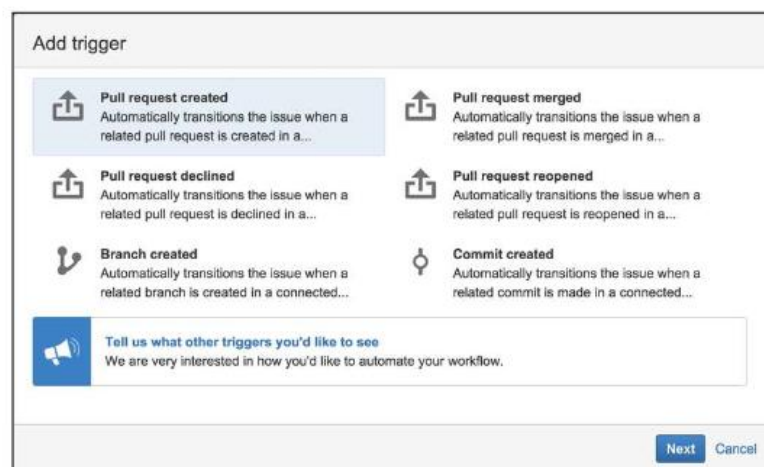 Add trigger
Pull request created
Automatically transitions the issue when a
related pull request is created in a...
Pull request merged
Automatically transitions the issue when a
related pull request is merged in a...
Pull request declined
Automatically transitions the issue when a
related pull request is declined in a...
Pull request reopened
Automatically transitions the issue when a
related pull request is reopened in a...
Branch created
Automatically transitions the issue when a
related branch is created in a connected...
Commit created
Automatically transitions the issue when a
related commit is made in a connected...
Tell us what other triggers you'd like to see
We are very interested in how you'd like to automate your workflow.
Next Cancel